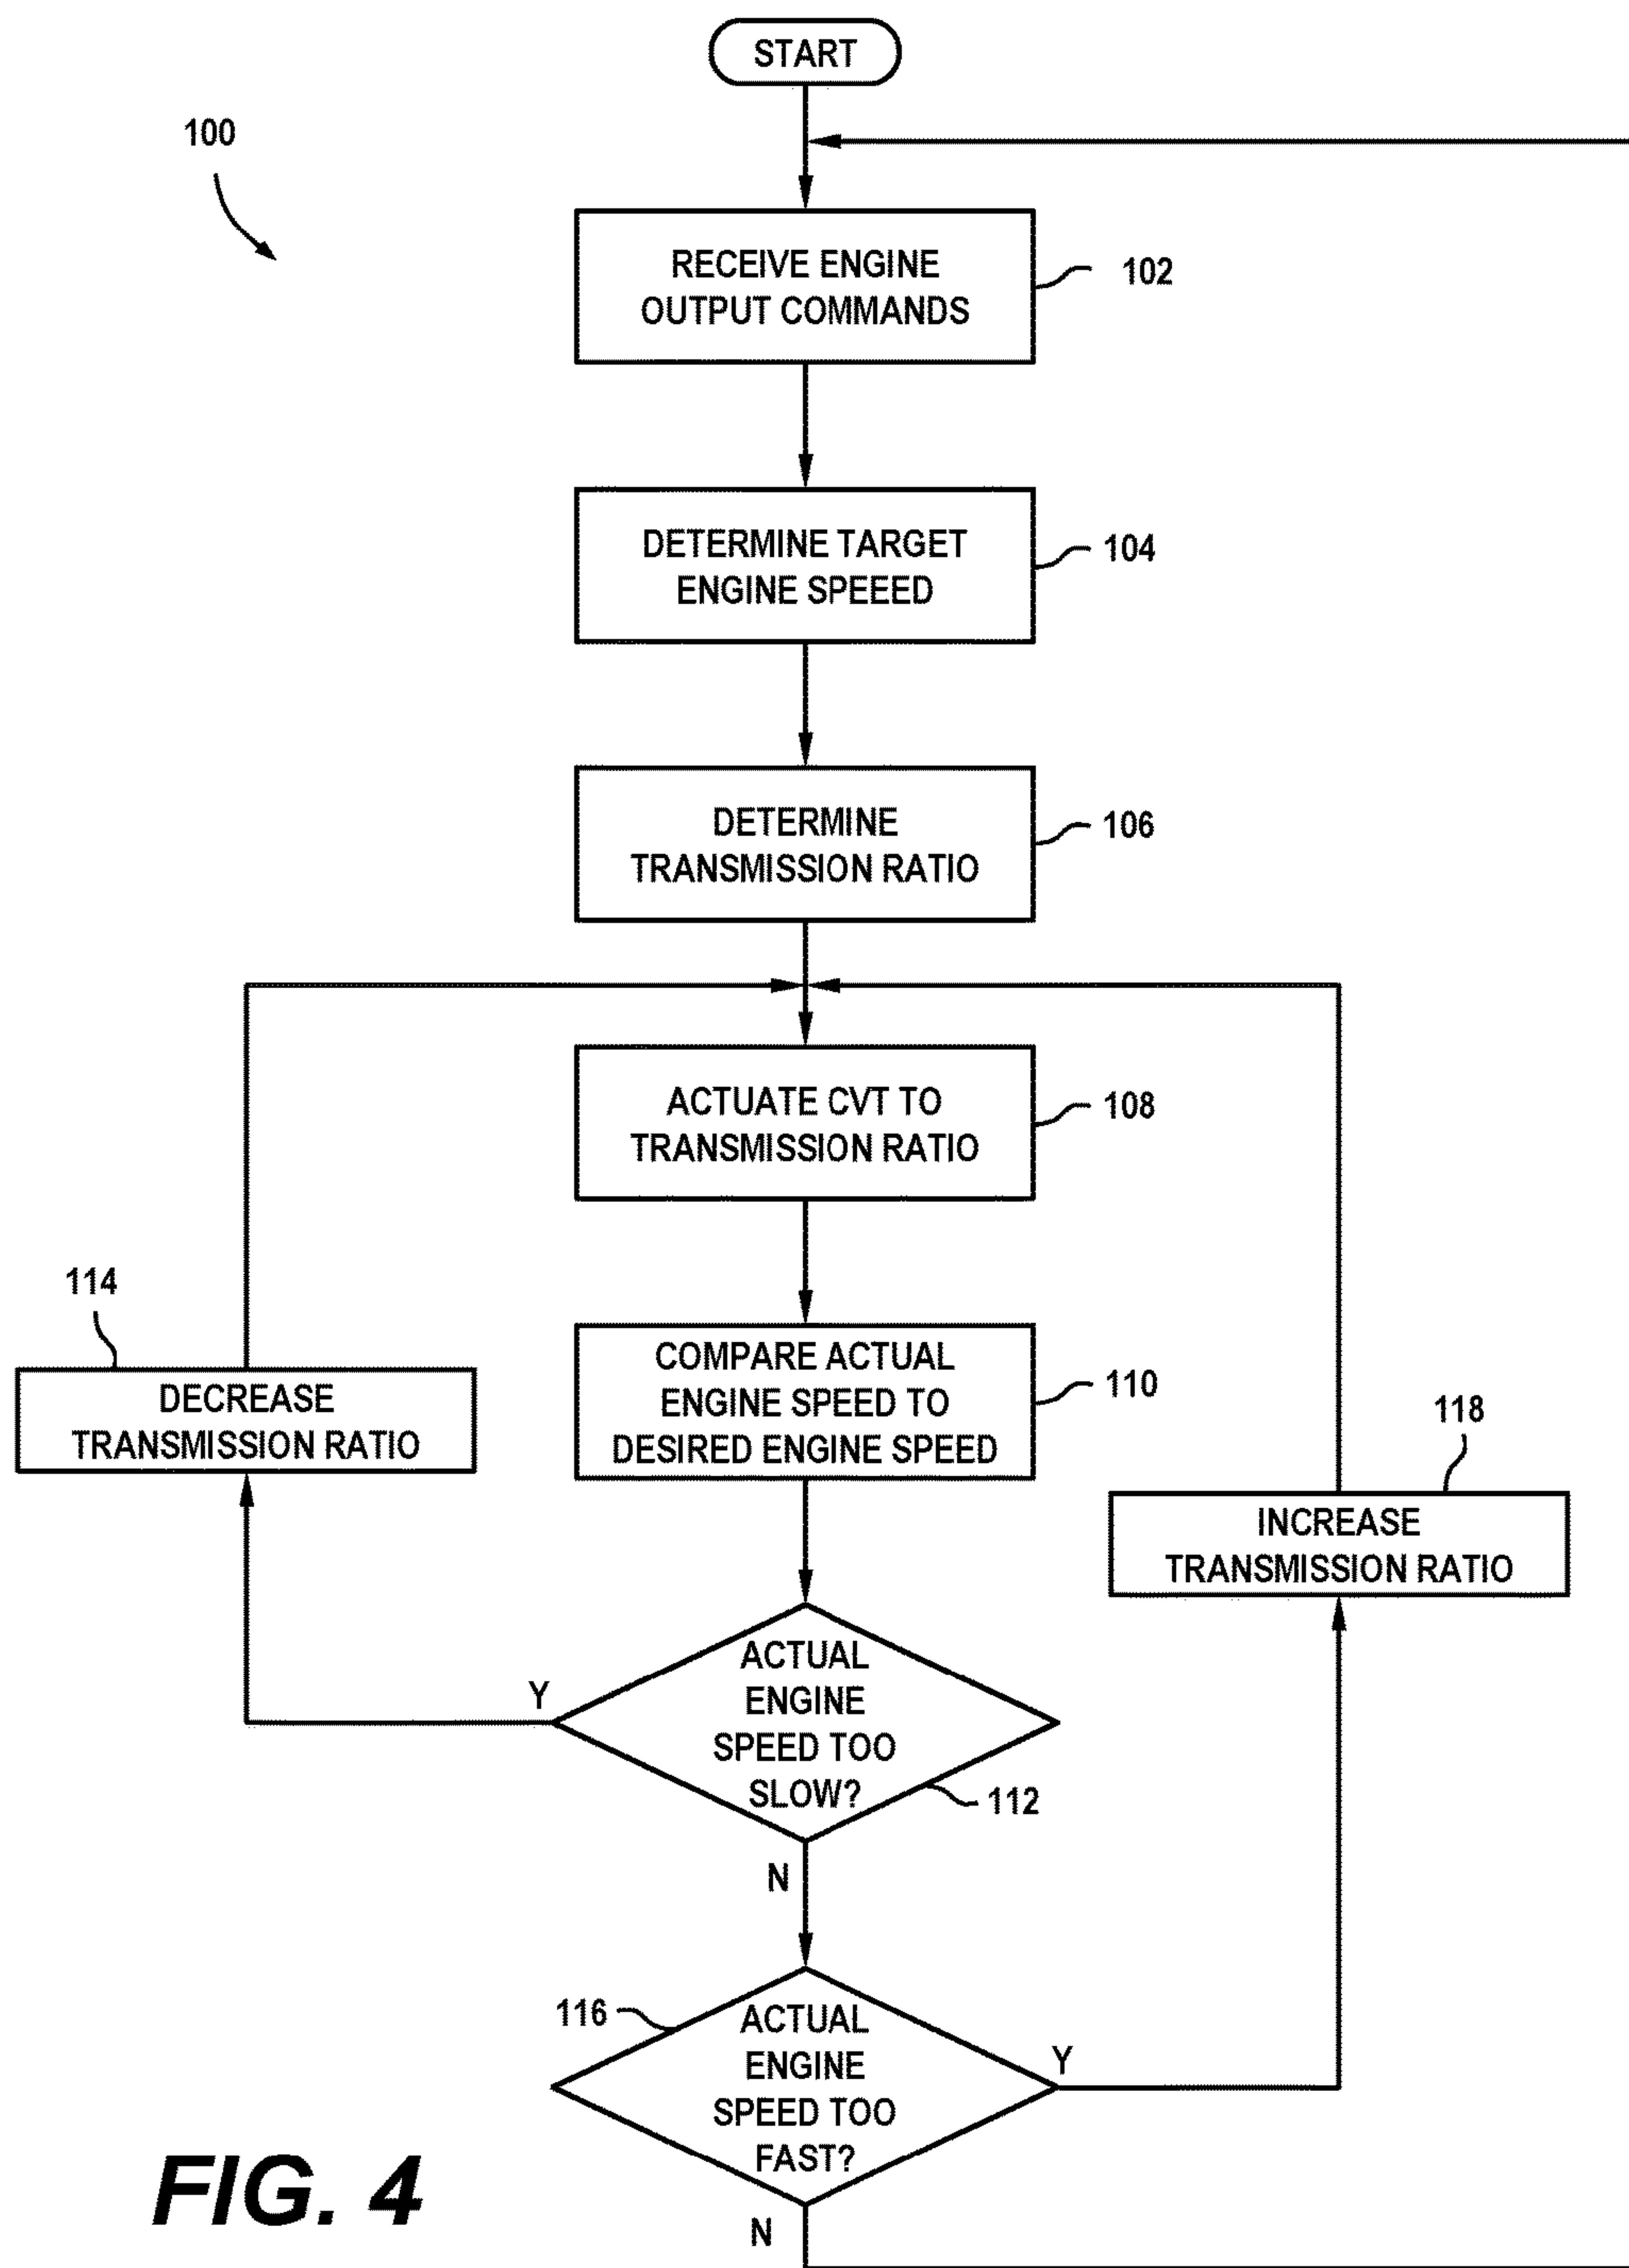 START
100
RECEIVE ENGINE
OUTPUT COMMANDS
102
DETERMINE TARGET
ENGINE SPEEED
104
DETERMINE
TRANSMISSION RATIO
106
ACTUATE CVT TO
TRANSMISSION RATIO
108
114
DECREASE
TRANSMISSION RATIO
COMPARE ACTUAL
ENGINE SPEED TO
DESIRED ENGINE SPEED
110
118
INCREASE
TRANSMISSION RATIO
Y
ACTUAL
ENGINE
SPEED TOO
SLOW?
112
N
116
ACTUAL
ENGINE
SPEED TOO
FAST?
Y
N
FIG. 4